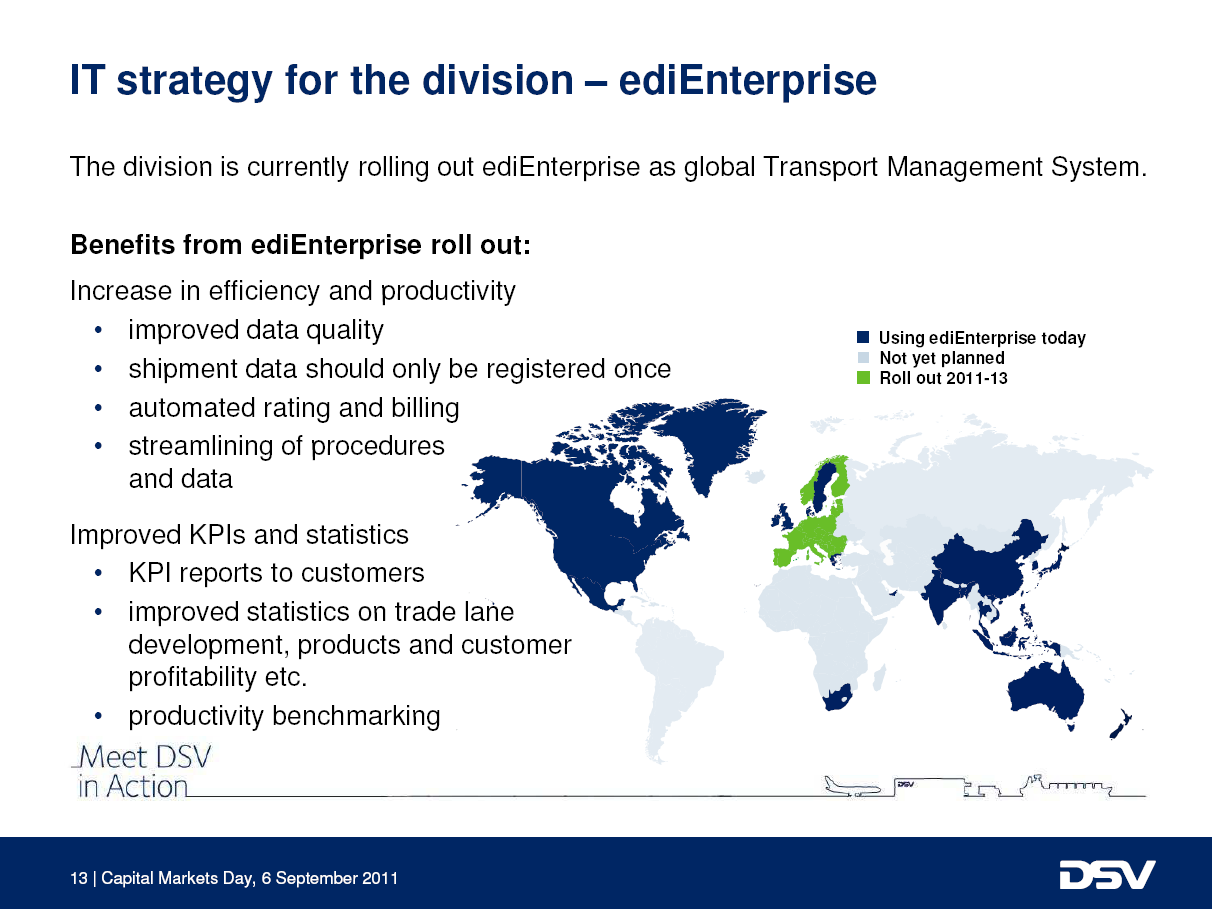 IT strategy for the division – ediEnterprise
The division is currently rolling out ediEnterprise as global Transport Management System.
Benefits from ediEnterprise roll out:
Increase in efficiency and productivity
• improved data quality
• shipment data should only be registered once
• automated rating and billing
• streamlining of procedures
and data
Improved KPIs and statistics
• KPI reports to customers
• improved statistics on trade lane
development, products and customer
profitability etc.
• productivity benchmarking
Using ediEnterprise today
Not yet planned
Roll out 2011-13
Meet DSV
in Action
DSV
13 | Capital Markets Day, 6 September 2011
DSV